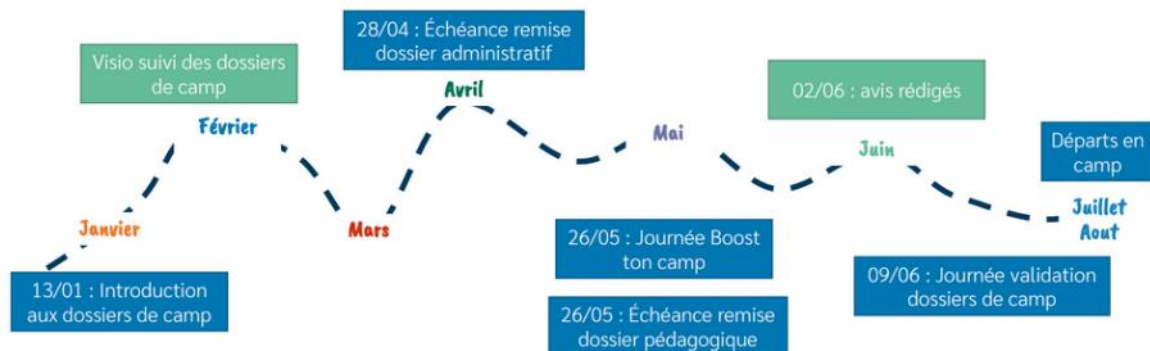 13/01 : Introduction
aux dossiers de camp
Janvier
Visio suivi des dossiers
de camp
Février
Mars
28/04 : Échéance remise
dossier administratif
Avril
Mai
26/05 : Journée Boost
ton camp
26/05 : Échéance remise
dossier pédagogique
02/06 : avis rédigés
Juin
09/06 : Journée validation
dossiers de camp
Départs en
camp
Juillet
Aout